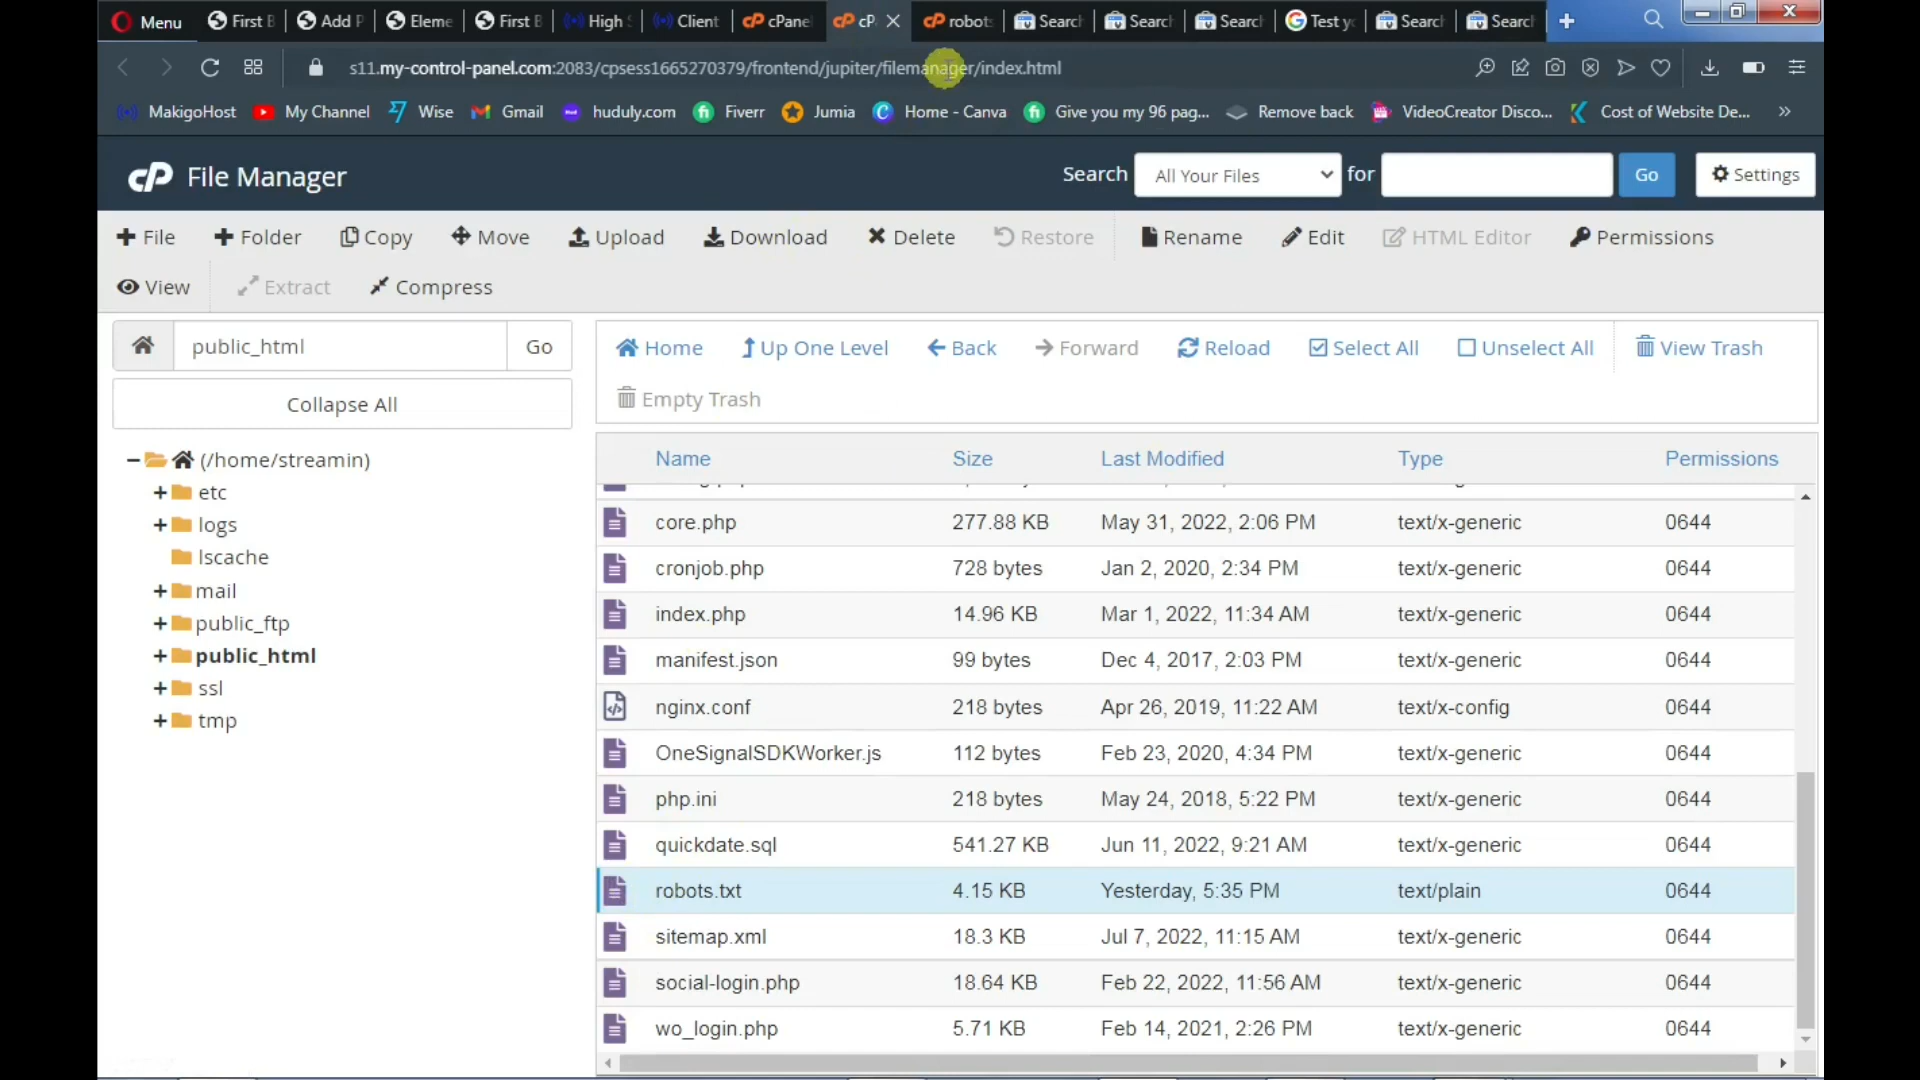 Menu First B Add P Eleme First B High S Client cPanel cP robots Search Search Search Test y Search Search
s11.my-control-panel.com:2083/cpsess1665270379/frontend/jupiter/filemanager/index.html
MakigoHost My Channel Wise Gmail huduly.com Fiverr Jumia Home - Canva Give you my 96 pag... Remove back VideoCreator Disco... Cost of Website De... »
cP File Manager Search All Your Files for Go Settings
File Folder Copy Move Upload Download Delete Restore Rename Edit HTML Editor Permissions
View Extract Compress
public_html Go Home Up One Level Back Forward Reload Select All Unselect All View Trash
Empty Trash
Collapse All
(/home/streamin)
etc
logs
lscache
mail
public_ftp
public_html
ssl
tmp
Name Size Last Modified Type Permissions
core.php 277.88 KB May 31, 2022, 2:06 PM text/x-generic 0644
cronjob.php 728 bytes Jan 2, 2020, 2:34 PM text/x-generic 0644
index.php 14.96 KB Mar 1, 2022, 11:34 AM text/x-generic 0644
manifest.json 99 bytes Dec 4, 2017, 2:03 PM text/x-generic 0644
nginx.conf 218 bytes Apr 26, 2019, 11:22 AM text/x-config 0644
OneSignalSDKWorker.js 112 bytes Feb 23, 2020, 4:34 PM text/x-generic 0644
php.ini 218 bytes May 24, 2018, 5:22 PM text/x-generic 0644
quickdate.sql 541.27 KB Jun 11, 2022, 9:21 AM text/x-generic 0644
robots.txt 4.15 KB Yesterday, 5:35 PM text/plain 0644
sitemap.xml 18.3 KB Jul 7, 2022, 11:15 AM text/x-generic 0644
social-login.php 18.64 KB Feb 22, 2022, 11:56 AM text/x-generic 0644
wo_login.php 5.71 KB Feb 14, 2021, 2:26 PM text/x-generic 0644